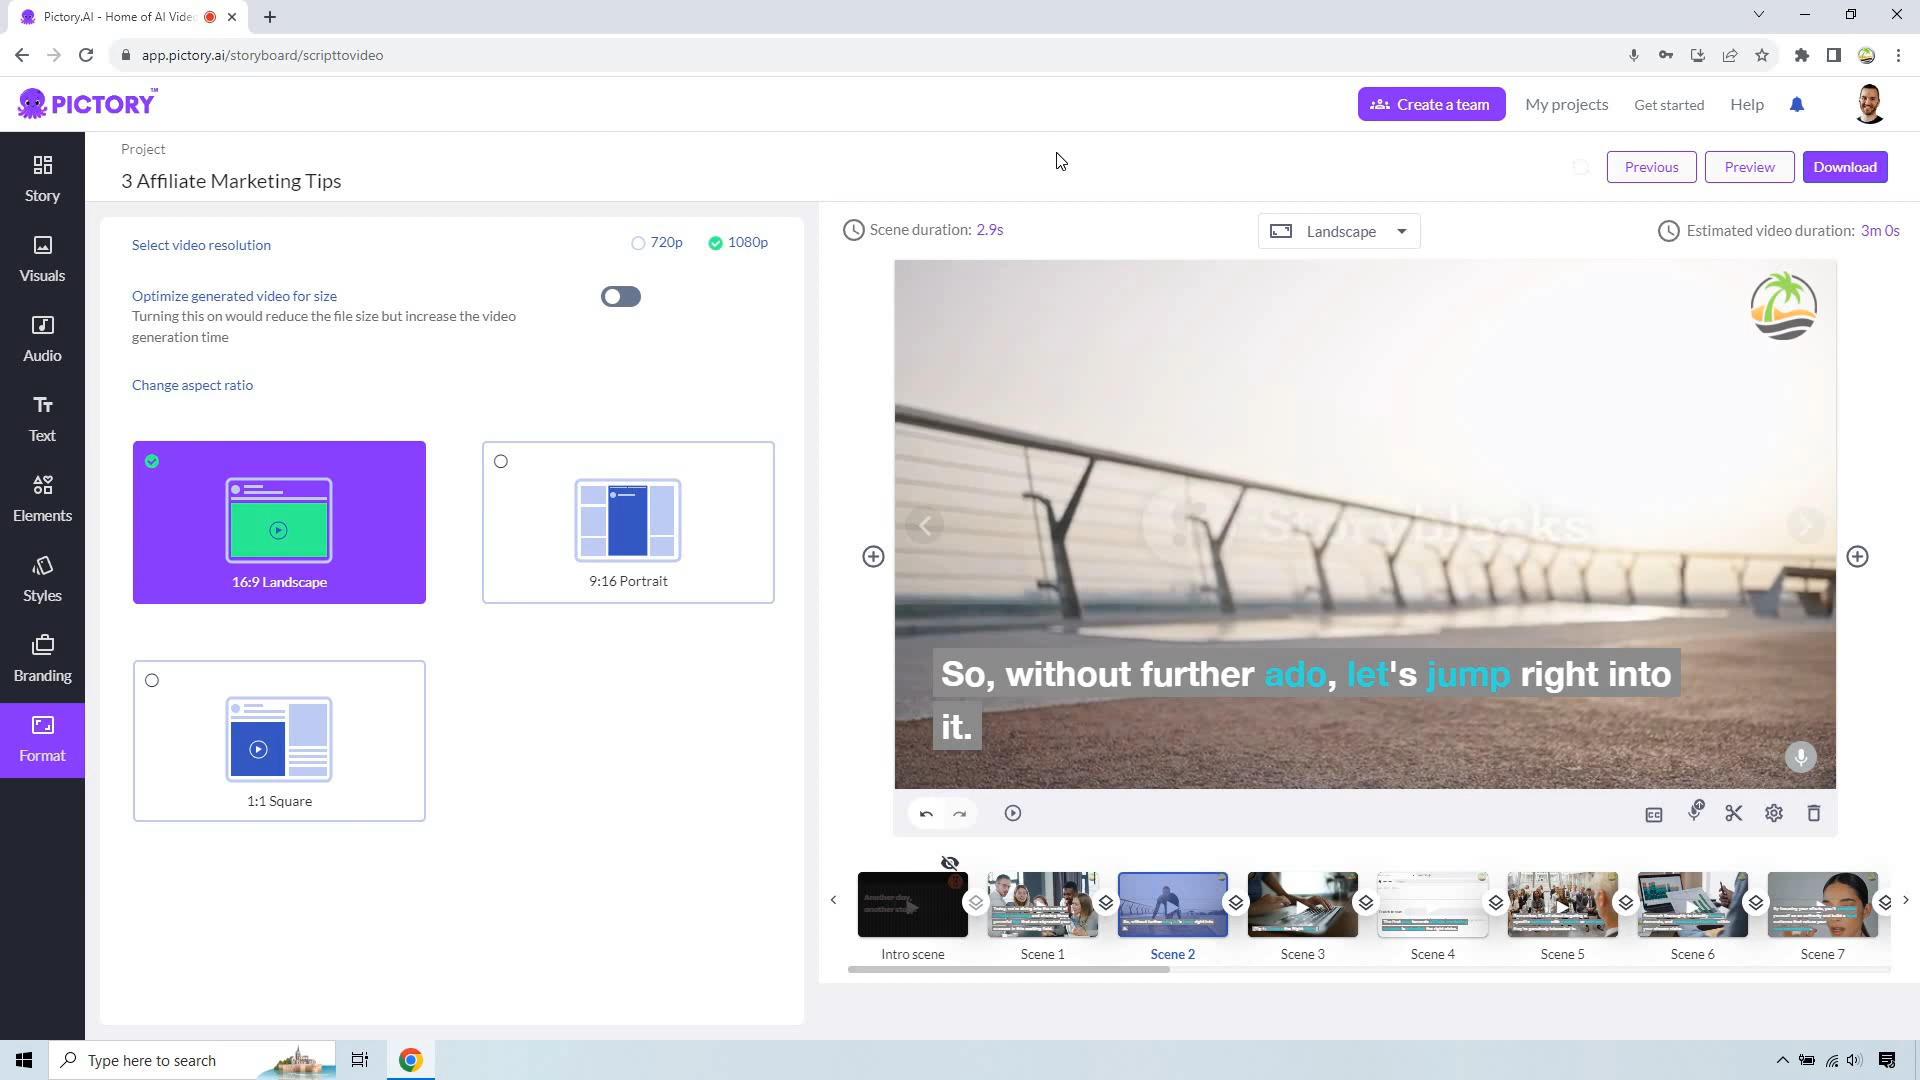 Pictory.AI - Home of AI Vide
app.pictory.ai/storyboard/scripttovideo
PICTORY™
Create a team
My projects
Get started
Help
Project
3 Affiliate Marketing Tips
Previous
Preview
Download
Story
Visuals
Audio
Text
Elements
Styles
Branding
Format
Select video resolution
720p
1080p
Optimize generated video for size
Turning this on would reduce the file size but increase the video
generation time
Change aspect ratio
16:9 Landscape
9:16 Portrait
1:1 Square
Scene duration: 2.9s
Landscape
Estimated video duration: 3m 0s
Storyblocks
So, without further ado, let's jump right into
it.
CC
Another day,
Intro scene
Scene 1
Scene 2
Scene 3
Scene 4
Scene 5
Scene 6
Scene 7
Type here to search